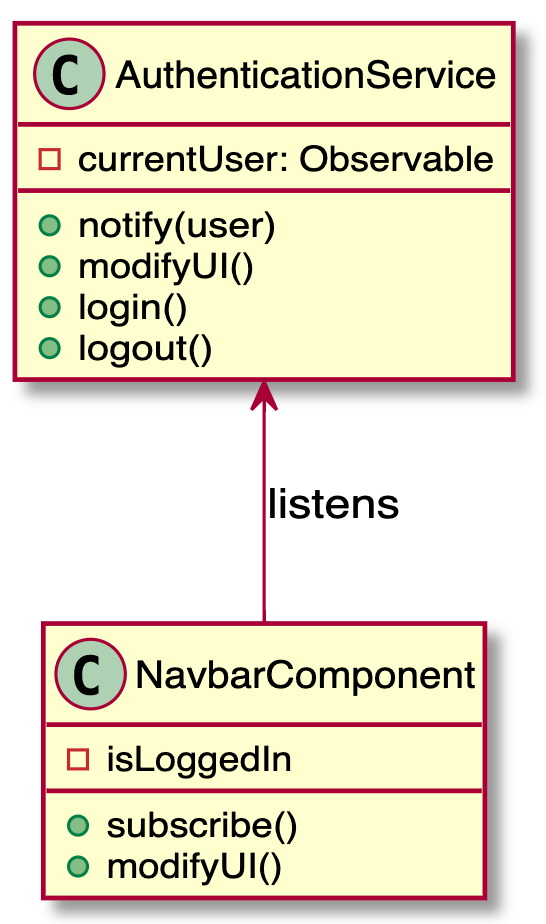 C AuthenticationService
currentUser: Observable
notify(user)
modifyUI()
login()
logout()
listens
C NavbarComponent
isLoggedIn
subscribe()
modifyUI()